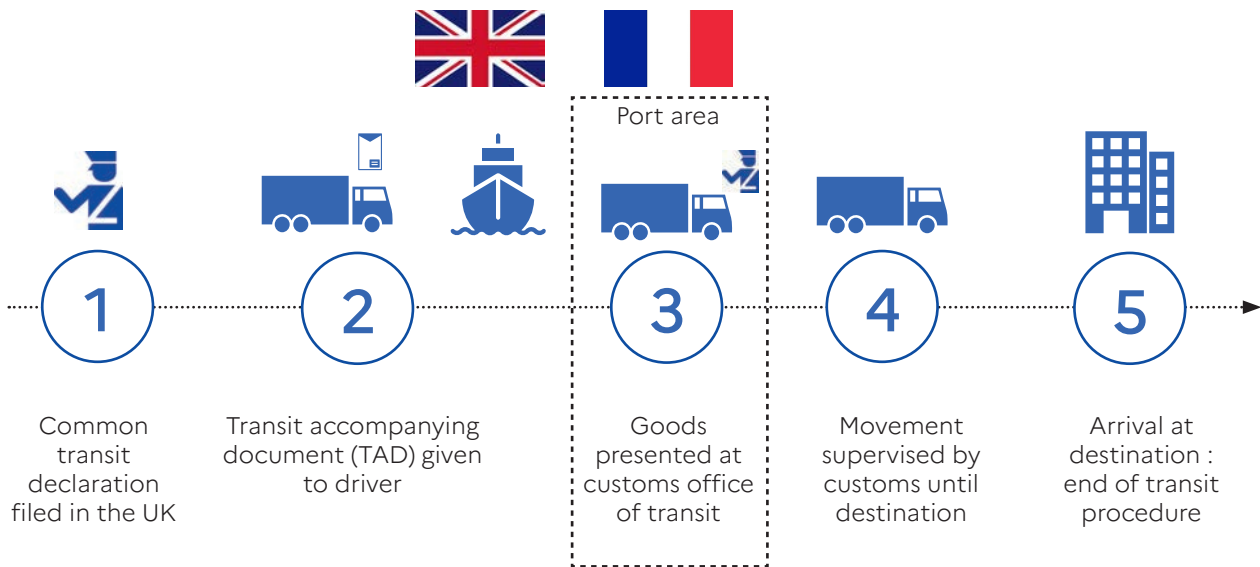 Port area
1
2
3
4
5
Common
transit
declaration
filed in the UK
Transit accompanying
document (TAD) given
to driver
Goods
presented at
customs office
of transit
Movement
supervised by
customs until
destination
Arrival at
destination :
end of transit
procedure